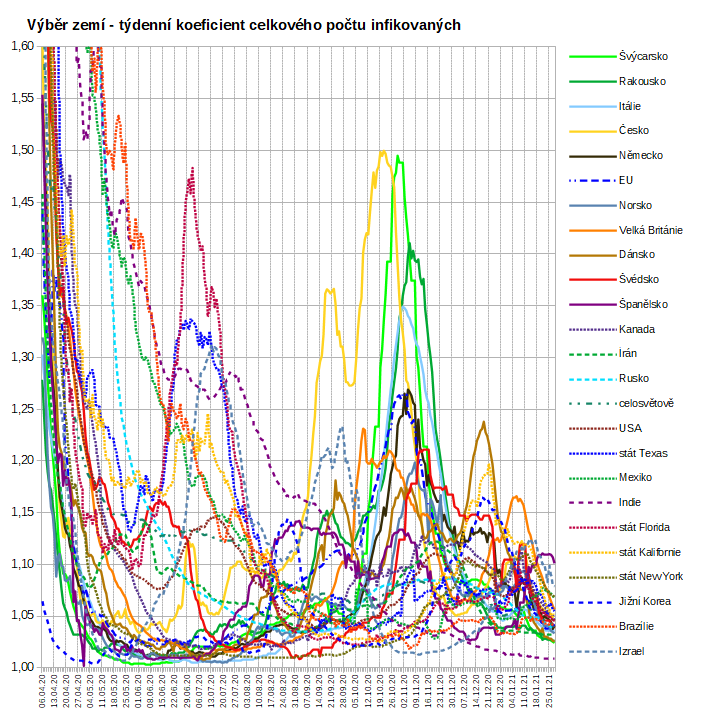 Výběr zemí - týdenní koeficient celkového počtu infikovaných
1,60
1,55
1,50
1,45
1,40
1,35
1,30
1,25
1,20
1,15
1,10
1,05
1,00
06.04.20
13.04.20
20.04.20
27.04.20
04.05.20
11.05.20
18.05.20
25.05.20
01.06.20
08.06.20
15.06.20
22.06.20
29.06.20
06.07.20
13.07.20
20.07.20
27.07.20
03.08.20
10.08.20
17.08.20
24.08.20
31.08.20
07.09.20
14.09.20
21.09.20
28.09.20
05.10.20
12.10.20
19.10.20
26.10.20
02.11.20
09.11.20
16.11.20
23.11.20
30.11.20
07.12.20
14.12.20
21.12.20
28.12.20
04.01.21
11.01.21
18.01.21
25.01.21
Švýcarsko
Rakousko
Itálie
Česko
Německo
EU
Norsko
Velká Británie
Dánsko
Švédsko
Španělsko
Kanada
Írán
Rusko
celosvětově
USA
stát Texas
Mexiko
Indie
stát Florida
stát Kalifornie
stát NewYork
Jižní Korea
Brazílie
Izrael